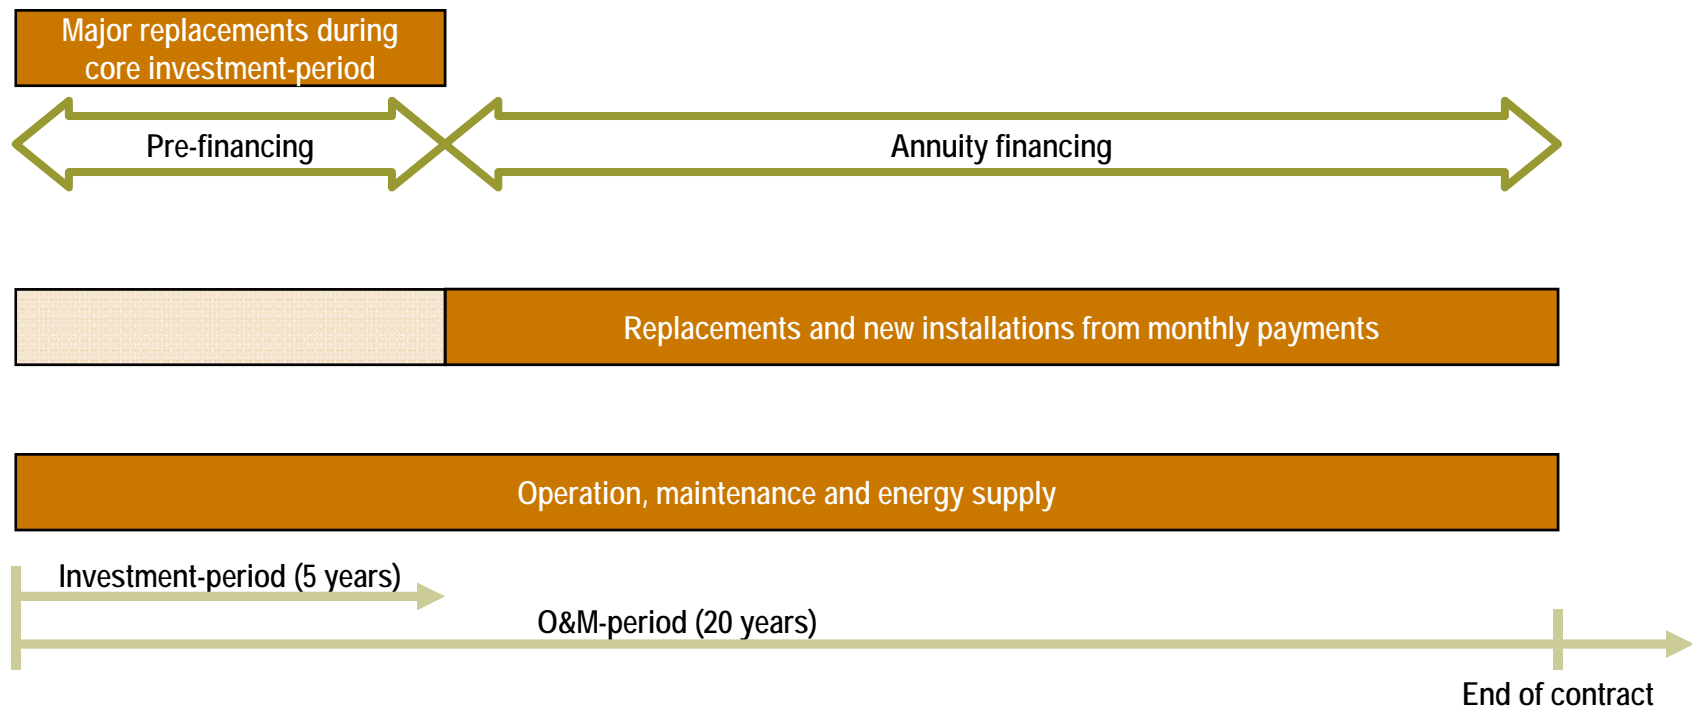 Major replacements during
core investment-period
Pre-financing
Annuity financing
Replacements and new installations from monthly payments
Operation, maintenance and energy supply
Investment-period (5 years)
O&M-period (20 years)
End of contract